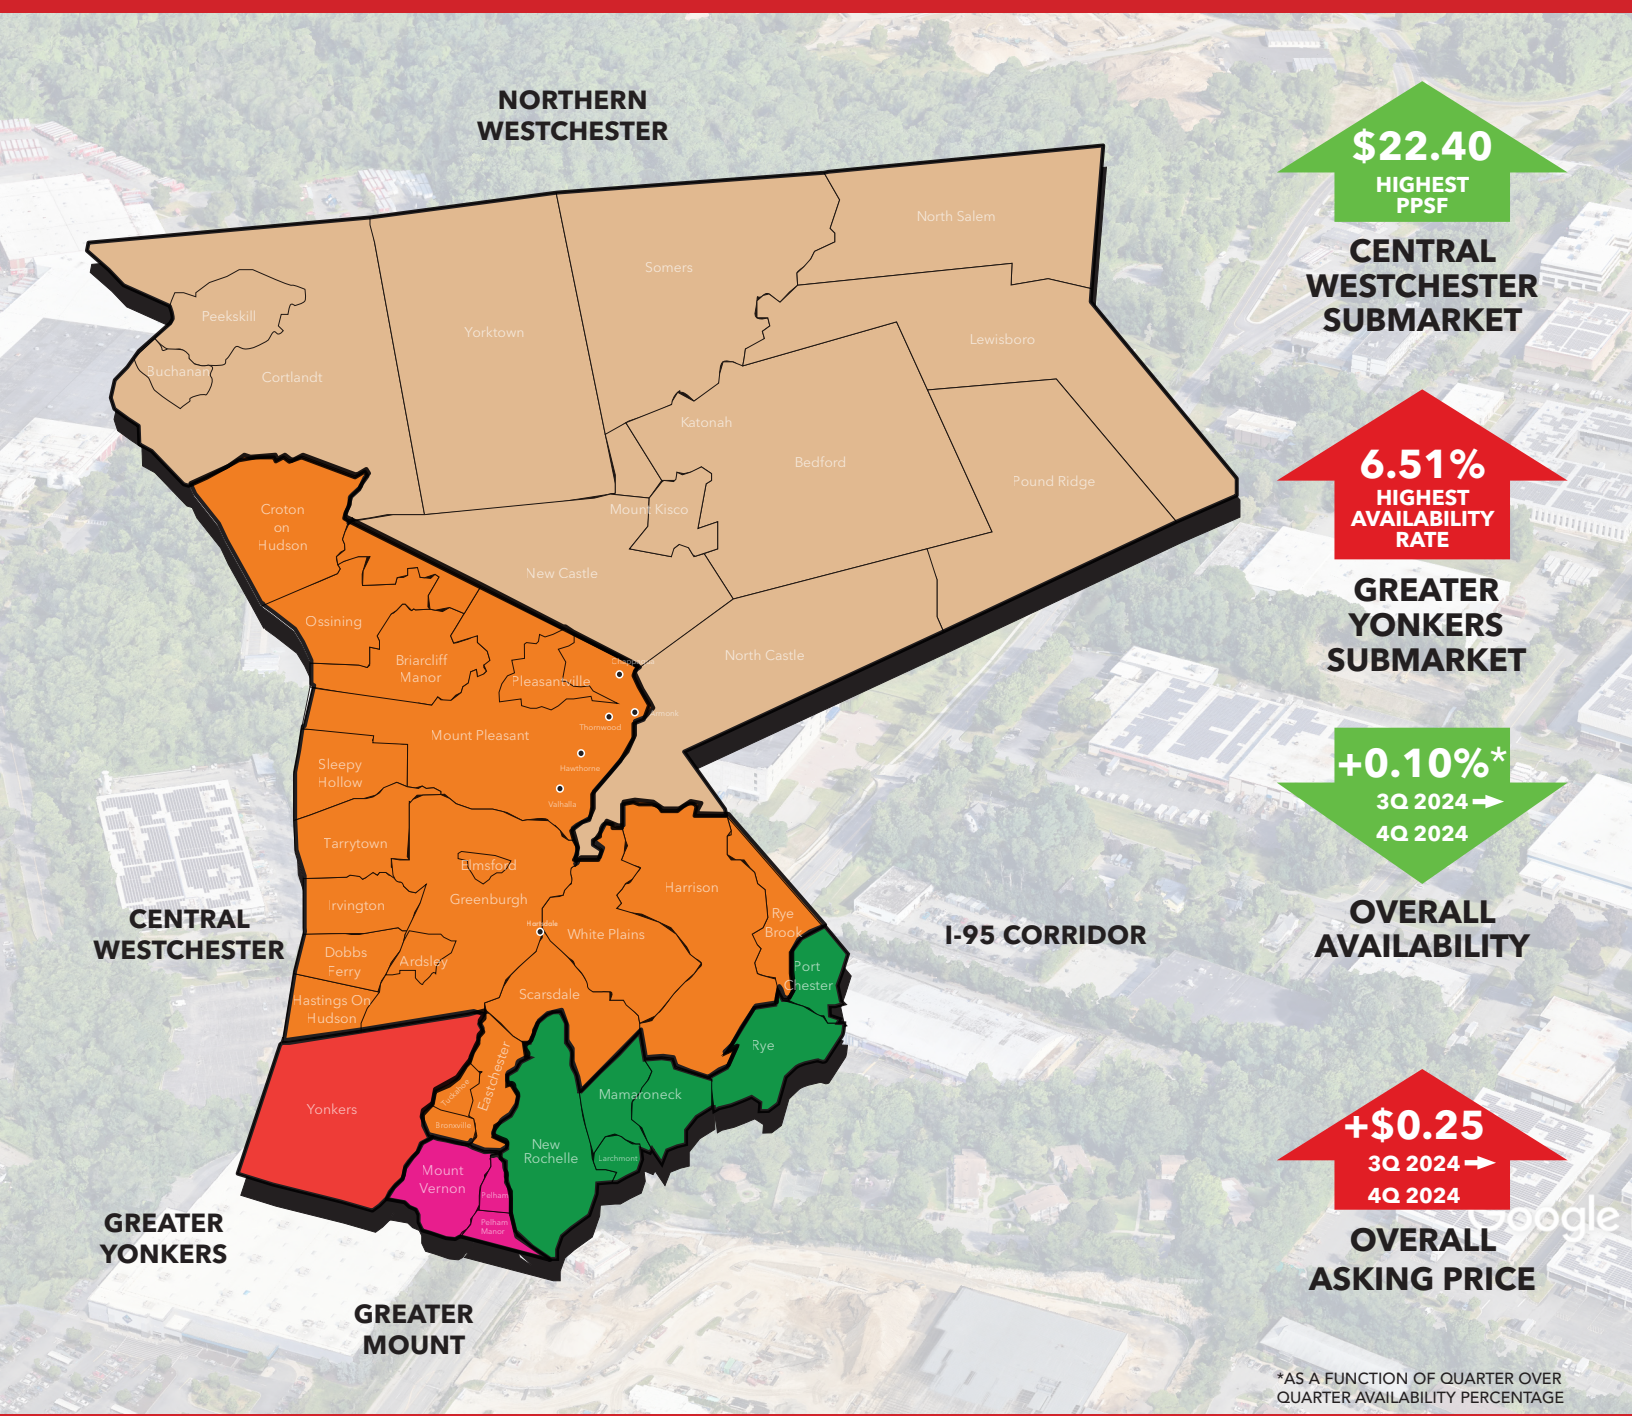 NORTHERN
WESTCHESTER
North Salem
Somers
Peekskill
Yorktown
Lewisboro
Buchanan
Cortlandt
Katonah
Bedford
Pound Ridge
Croton
on
Hudson
Mount Kisco
New Castle
Ossining
Briarcliff
Manor
Chappaqua
North Castle
Pleasantville
Thornwood
Mount Pleasant
Sleepy
Hollow
Hawthorne
Valhalla
Tarrytown
Elmsford
Greenburgh
Harrison
Irvington
Rye
Brook
Hartsdale
White Plains
CENTRAL
WESTCHESTER
I-95 CORRIDOR
Dobbs
Ferry
Ardsley
Port
Chester
Scarsdale
Hastings On
Hudson
Rye
Eastchester
Tuckahoe
Bronxville
Mamaroneck
Yonkers
New
Rochelle
Larchmont
Mount
Vernon
Pelham
Pelham
Manor
GREATER
YONKERS
GREATER
MOUNT
$22.40
HIGHEST
PPSF
CENTRAL
WESTCHESTER
SUBMARKET
6.51%
HIGHEST
AVAILABILITY
RATE
GREATER
YONKERS
SUBMARKET
+0.10%*
3Q 2024
4Q 2024
OVERALL
AVAILABILITY
+$0.25
3Q 2024
4Q 2024
Google
OVERALL
ASKING PRICE
*AS A FUNCTION OF QUARTER OVER
QUARTER AVAILABILITY PERCENTAGE